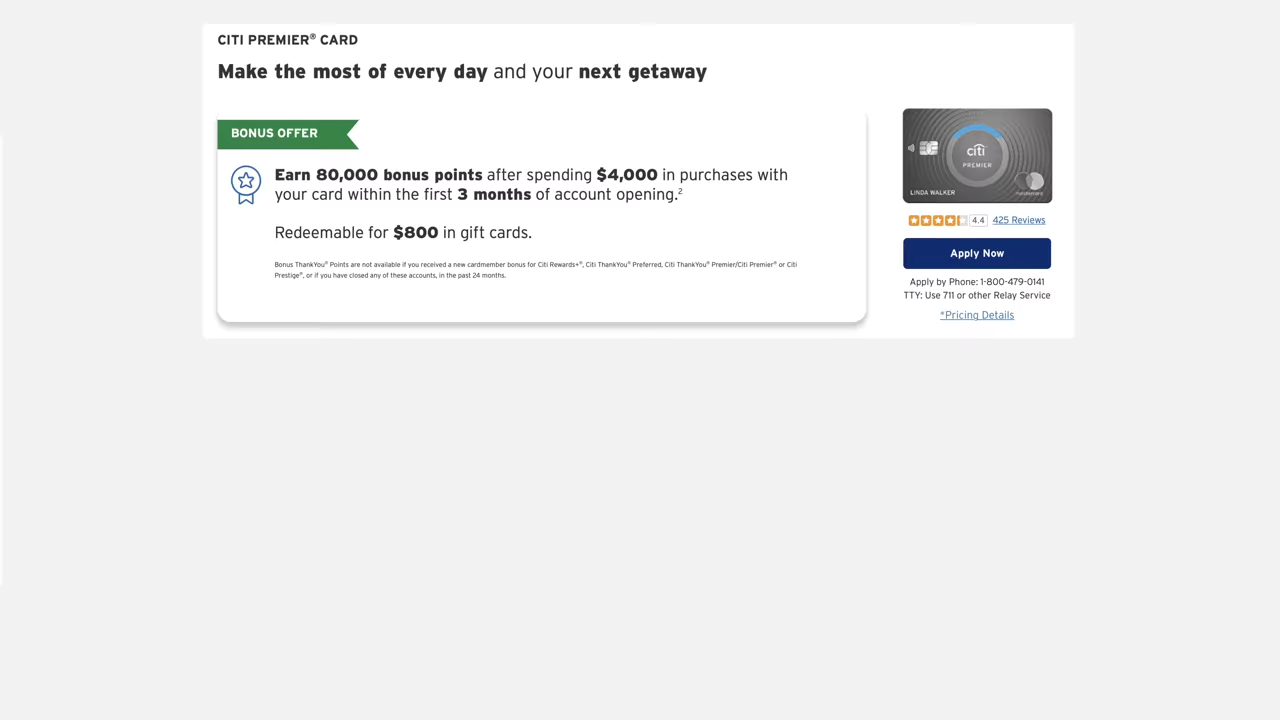 CITI PREMIER® CARD
Make the most of every day and your next getaway
BONUS OFFER
Earn 80,000 bonus points after spending $4,000 in purchases with
your card within the first 3 months of account opening.²
Redeemable for $800 in gift cards.
Bonus ThankYou® Points are not available if you received a new cardmember bonus for Citi Rewards+®, Citi ThankYou® Preferred, Citi ThankYou® Premier/Citi Premier® or Citi
Prestige®, or if you have closed any of these accounts, in the past 24 months.
citi
PREMIER
LINDA WALKER
mastercard
4.4 425 Reviews
Apply Now
Apply by Phone: 1-800-479-0141
TTY: Use 711 or other Relay Service
*Pricing Details